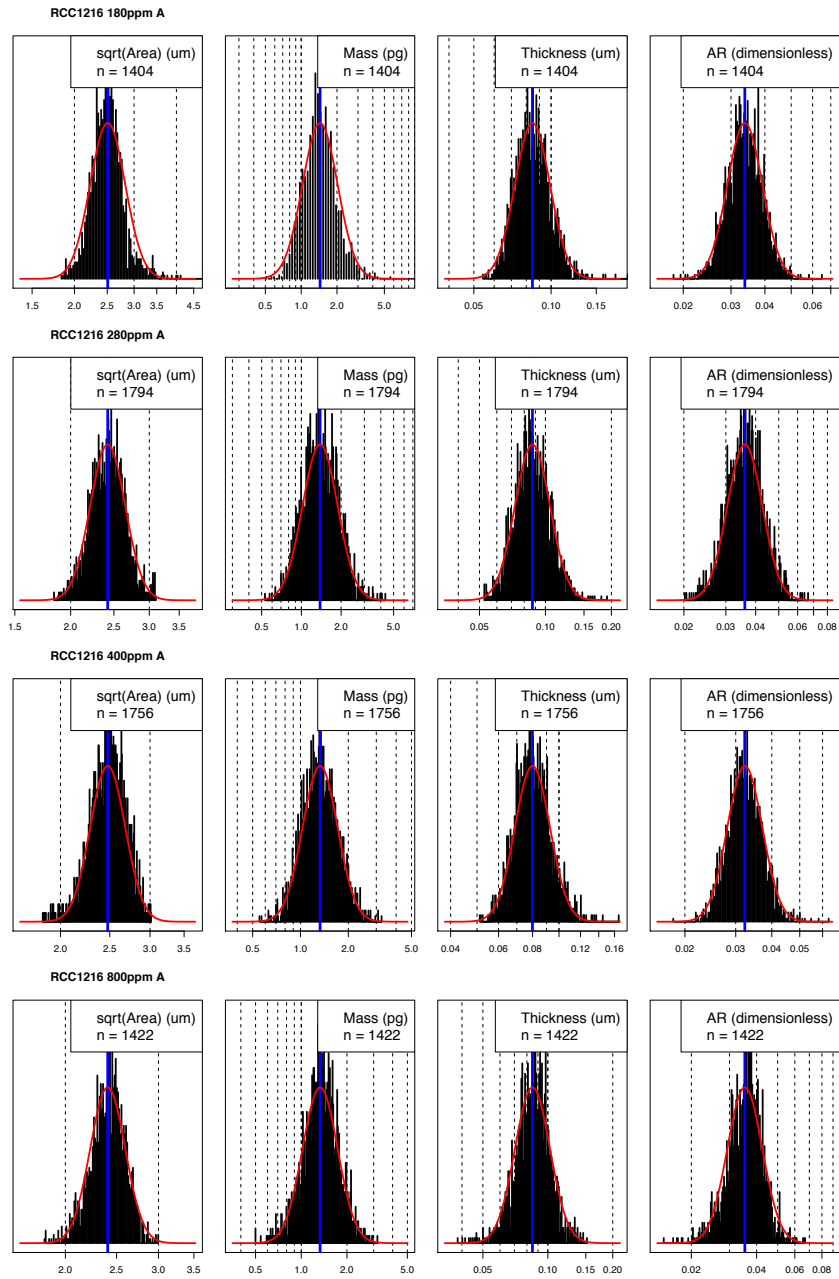 RCC1216 180ppm A
sqrt(Area) (um)
n = 1404
1.5 2.0 2.5 3.0 3.5 4.5
Mass (pg)
n = 1404
0.5 1.0 2.0 5.0
Thickness (um)
n = 1404
0.05 0.10 0.15
AR (dimensionless)
n = 1404
0.02 0.03 0.04 0.06
RCC1216 280ppm A
sqrt(Area) (um)
n = 1794
1.5 2.0 2.5 3.0 3.5
Mass (pg)
n = 1794
0.5 1.0 2.0 5.0
Thickness (um)
n = 1794
0.05 0.10 0.20
AR (dimensionless)
n = 1794
0.02 0.03 0.04 0.06 0.08
RCC1216 400ppm A
sqrt(Area) (um)
n = 1756
2.0 2.5 3.0 3.5
Mass (pg)
n = 1756
0.5 1.0 2.0 5.0
Thickness (um)
n = 1756
0.04 0.06 0.08 0.12 0.16
AR (dimensionless)
n = 1756
0.02 0.03 0.04 0.05
RCC1216 800ppm A
sqrt(Area) (um)
n = 1422
2.0 2.5 3.0 3.5
Mass (pg)
n = 1422
0.5 1.0 2.0 5.0
Thickness (um)
n = 1422
0.05 0.10 0.20
AR (dimensionless)
n = 1422
0.02 0.04 0.06 0.08